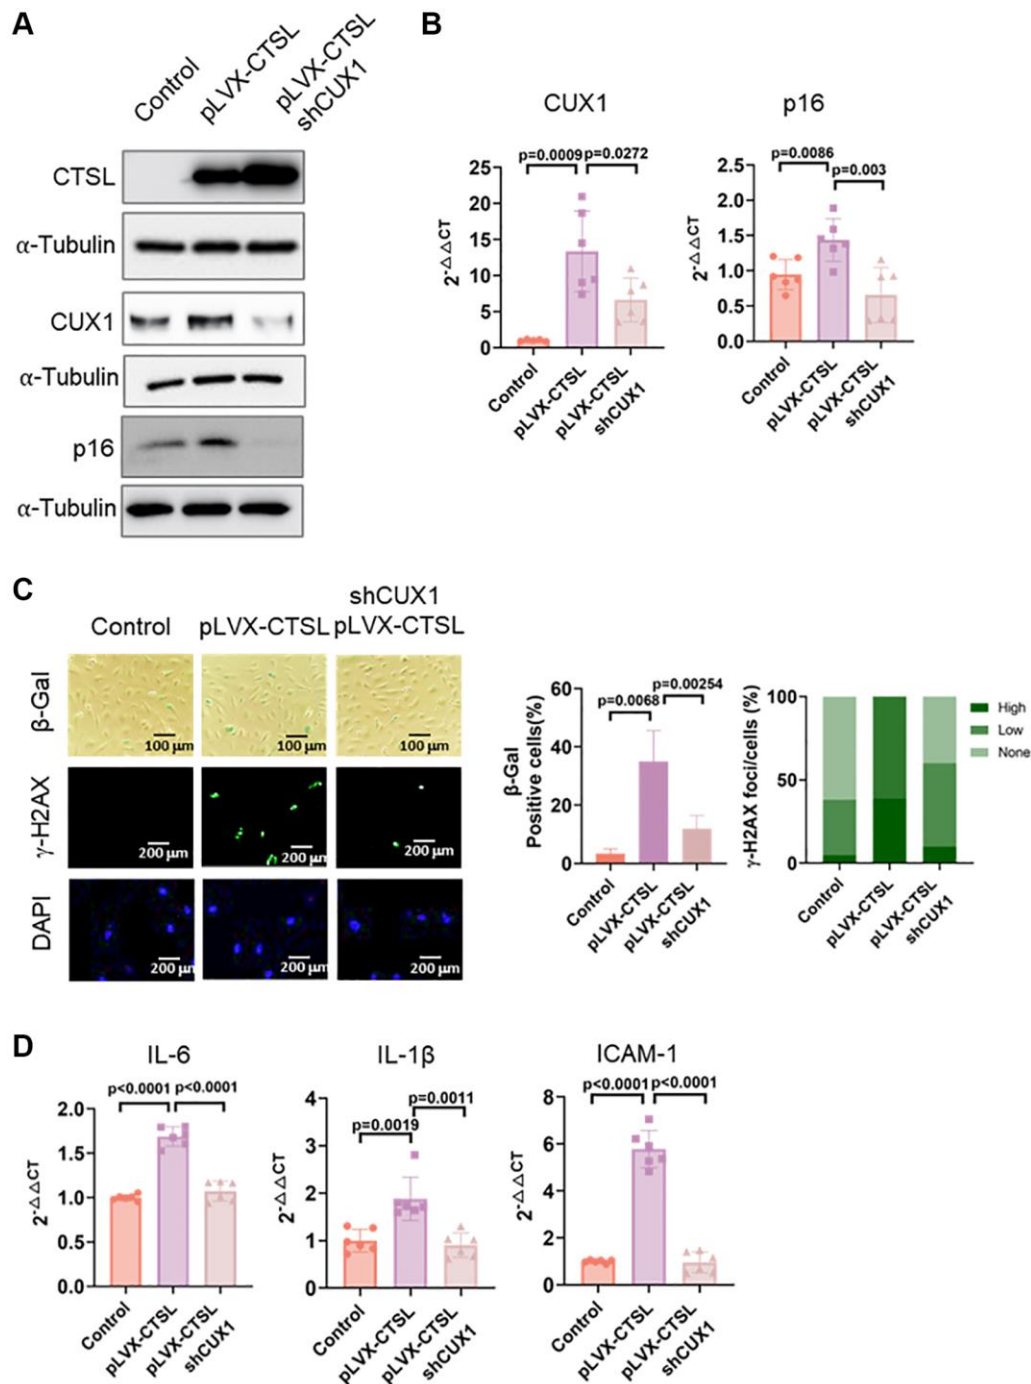 A
Control
pLVX-CTSL
pLVX-CTSL
shCUX1
CTSL
α-Tubulin
CUX1
α-Tubulin
p16
α-Tubulin
B
CUX1
p=0.0009
p=0.0272
25
20
15
10
5
0
2-△△CT
Control
pLVX-CTSL
pLVX-CTSL
shCUX1
p16
p=0.0086
p=0.003
2.5
2.0
1.5
1.0
0.5
0.0
2-△△CT
Control
pLVX-CTSL
pLVX-CTSL
shCUX1
C
shCUX1
Control
pLVX-CTSL
pLVX-CTSL
β-Gal
100 μm
100 μm
100 μm
γ-H2AX
200 μm
200 μm
200 μm
DAPI
200 μm
200 μm
200 μm
p=0.0068
p=0.00254
60
40
20
0
β-Gal
Positive cells(%)
Control
pLVX-CTSL
pLVX-CTSL
shCUX1
100
50
0
γ-H2AX foci/cells (%)
High
Low
None
Control
pLVX-CTSL
pLVX-CTSL
shCUX1
D
IL-6
p<0.0001
p<0.0001
2.0
1.5
1.0
0.5
0.0
2-△△CT
Control
pLVX-CTSL
pLVX-CTSL
shCUX1
IL-1β
p=0.0011
p=0.0019
4
3
2
1
0
2-△△CT
Control
pLVX-CTSL
pLVX-CTSL
shCUX1
ICAM-1
p<0.0001
p<0.0001
8
6
4
2
0
2-△△CT
Control
pLVX-CTSL
pLVX-CTSL
shCUX1